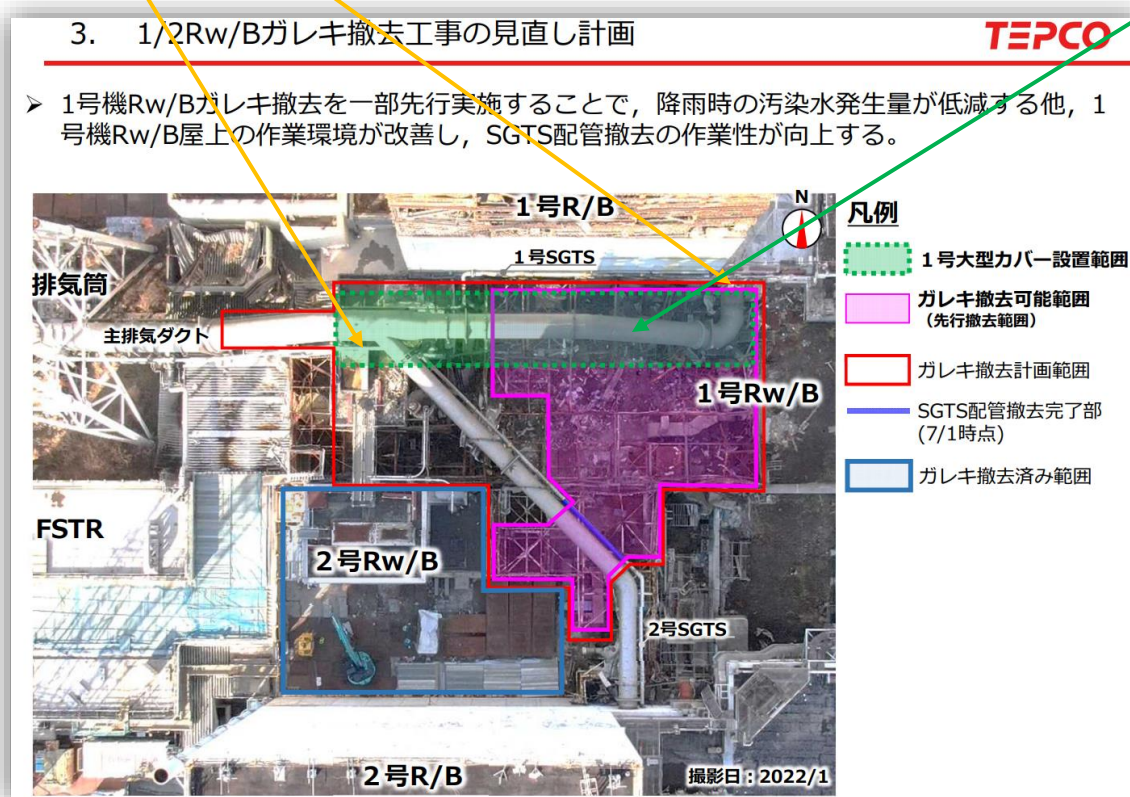 3. 1/2Rw/Bガレキ撤去工事の見直し計画
TEPCO
➢ 1号機Rw/Bガレキ撤去を一部先行実施することで，降雨時の汚染水発生量が低減する他，1
号機Rw/B屋上の作業環境が改善し，SGTS配管撤去の作業性が向上する。
1号R/B
N
1号SGTS
排気筒
主排気ダクト
1号Rw/B
FSTR
2号Rw/B
2号SGTS
2号R/B
撮影日：2022/1
凡例
1号大型カバー設置範囲
ガレキ撤去可能範囲
（先行撤去範囲）
ガレキ撤去計画範囲
SGTS配管撤去完了部
(7/1時点)
ガレキ撤去済み範囲